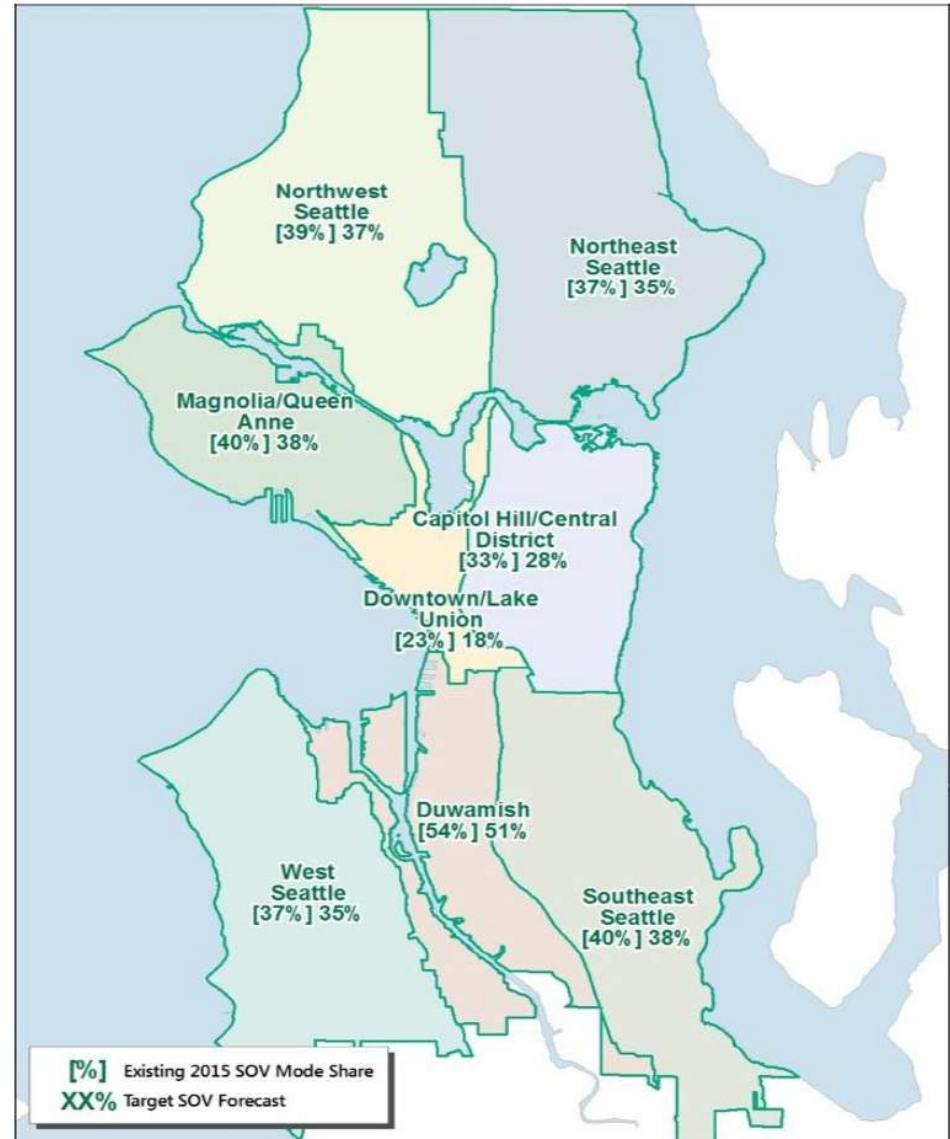 Northwest
Seattle
[39%] 37%
Northeast
Seattle
[37%] 35%
Magnolia/Queen
Anne
[40%] 38%
Capitol Hill/Central
District
[33%] 28%
Downtown/Lake
Union
[23%] 18%
Duwamish
[54%] 51%
West
Seattle
[37%] 35%
Southeast
Seattle
[40%] 38%
[%] Existing 2015 SOV Mode Share
XX% Target SOV Forecast